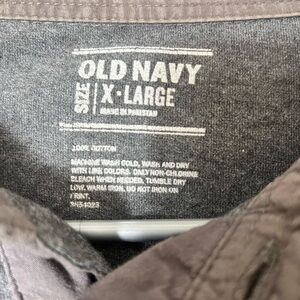 OLD NAVY
SIZE X-LARGE
MADE IN PAKISTAN
100% COTTON
MACHINE WASH COLD, WASH AND DRY
WITH LIKE COLORS. ONLY NON-CHLORINE
BLEACH WHEN NEEDED. TUMBLE DRY
LOW. WARM IRON. DO NOT IRON ON
PRINT.